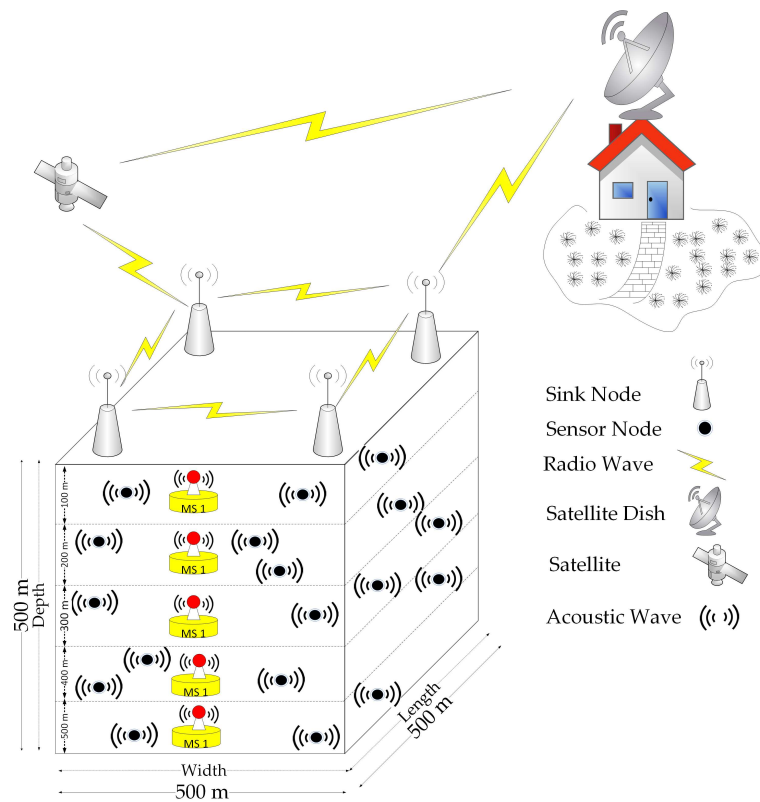 Sink Node
Sensor Node
Radio Wave
Satellite Dish
Satellite
Acoustic Wave
100 m
MS 1
200 m
MS 1
300 m
MS 1
400 m
MS 1
500 m
MS 1
500 m
Depth
Width
500 m
Length
500 m